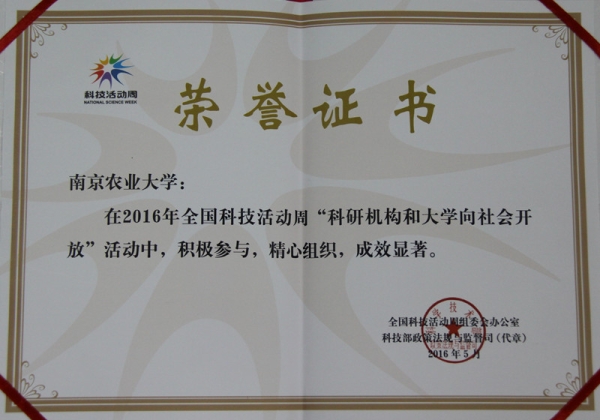 科技活动周
NATIONAL SCIENCE WEEK
荣誉证书
南京农业大学：
在2016年全国科技活动周“科研机构和大学向社会开
放”活动中，积极参与，精心组织，成效显著。
全国科技活动周组委会办公室
科技部政策法规与监督司（代章）
2016年5月